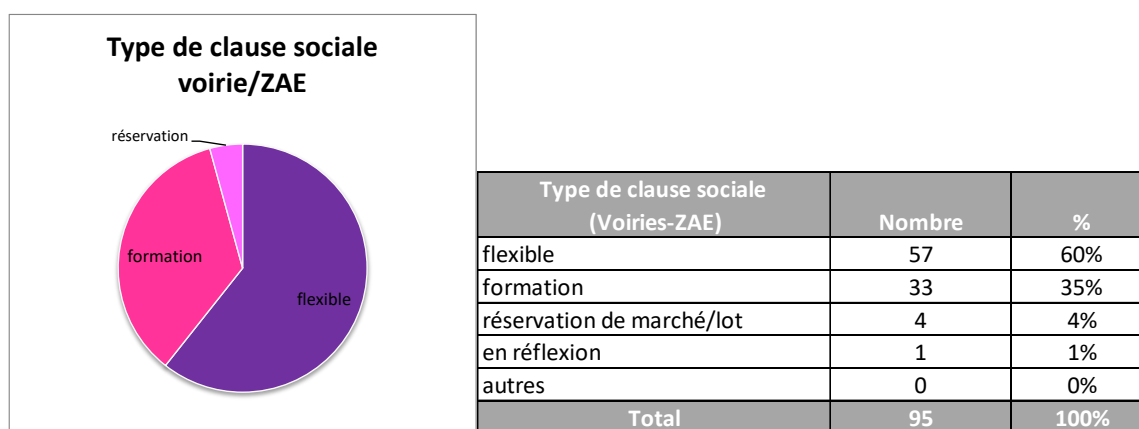 Type de clause sociale
voirie/ZAE
réservation
formation
flexible
Type de clause sociale
(Voiries-ZAE) Nombre %
flexible 57 60%
formation 33 35%
réservation de marché/lot 4 4%
en réflexion 1 1%
autres 0 0%
Total 95 100%